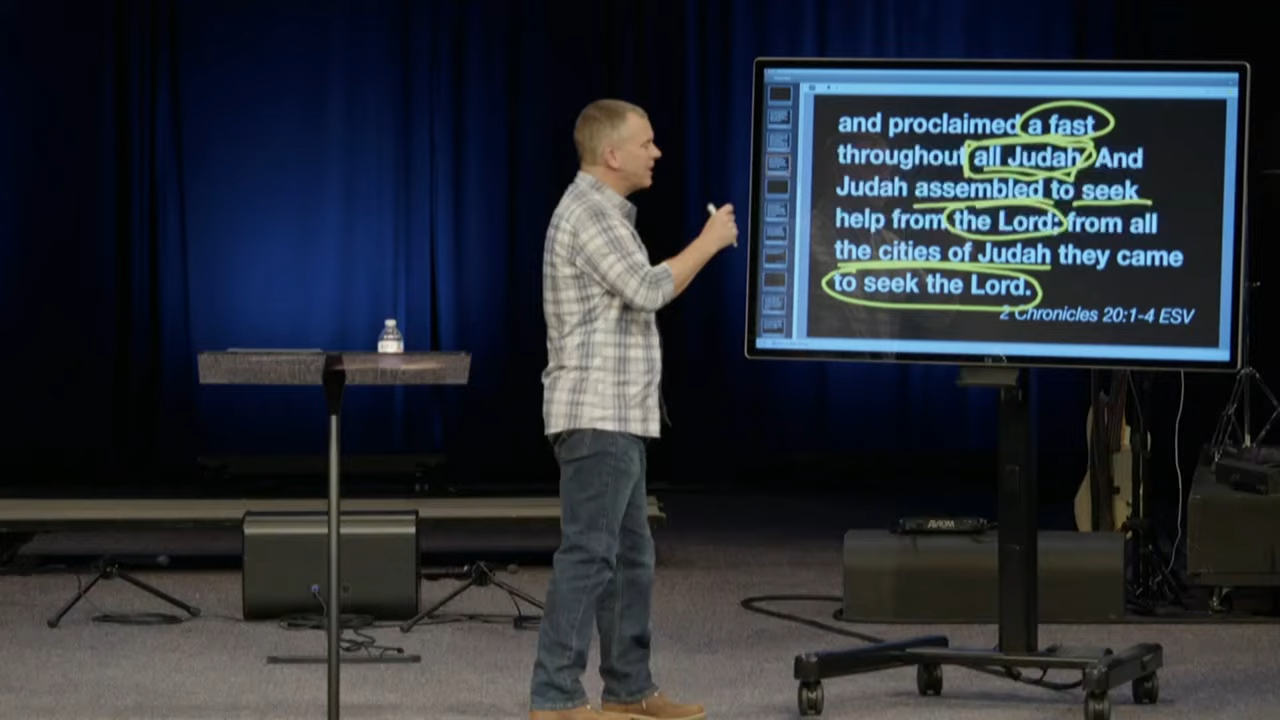 and proclaimed a fast
throughout all Judah. And
Judah assembled to seek
help from the Lord; from all
the cities of Judah they came
to seek the Lord.
2 Chronicles 20:1-4 ESV
AVIOM